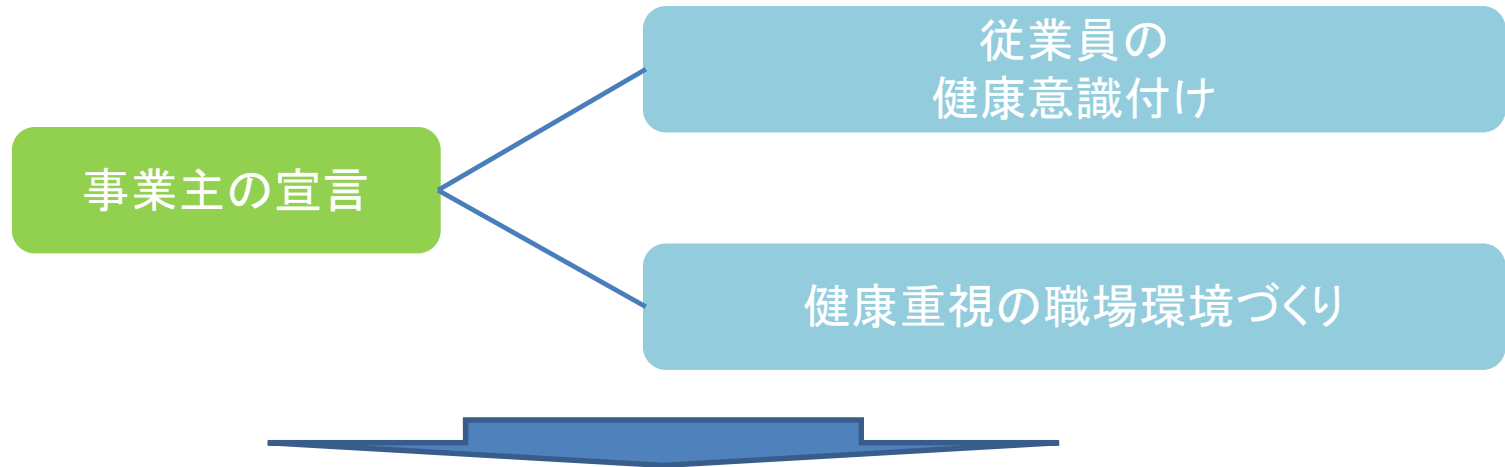 従業員の
健康意識付け
事業主の宣言
健康重視の職場環境づくり